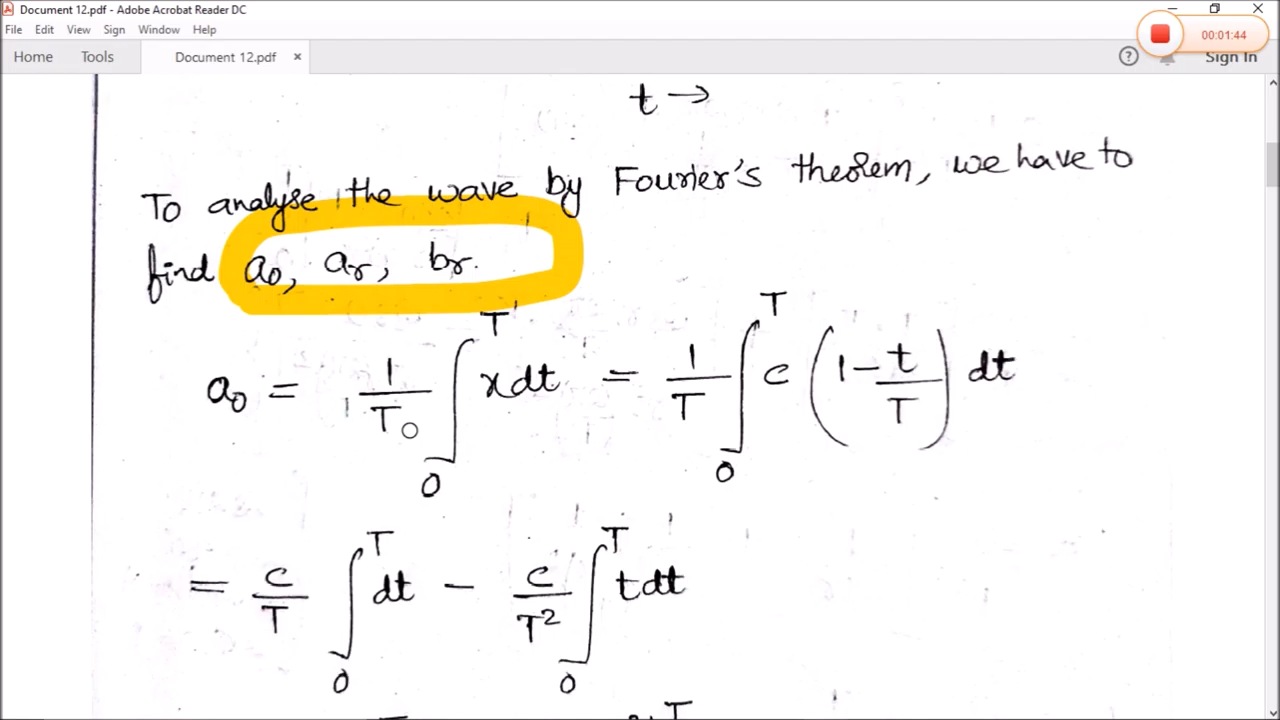 Document 12.pdf - Adobe Acrobat Reader DC
File Edit View Sign Window Help
00:01:44
Home Tools Document 12.pdf × Sign In
t →
To analyse the wave by Fourier's theorem, we have to
find a₀, aᵣ, bᵣ.
a₀ = 1/T ∫₀ᵀ x dt = 1/T ∫₀ᵀ c (1 - t/T) dt
= c/T ∫₀ᵀ dt - c/T² ∫₀ᵀ t dt